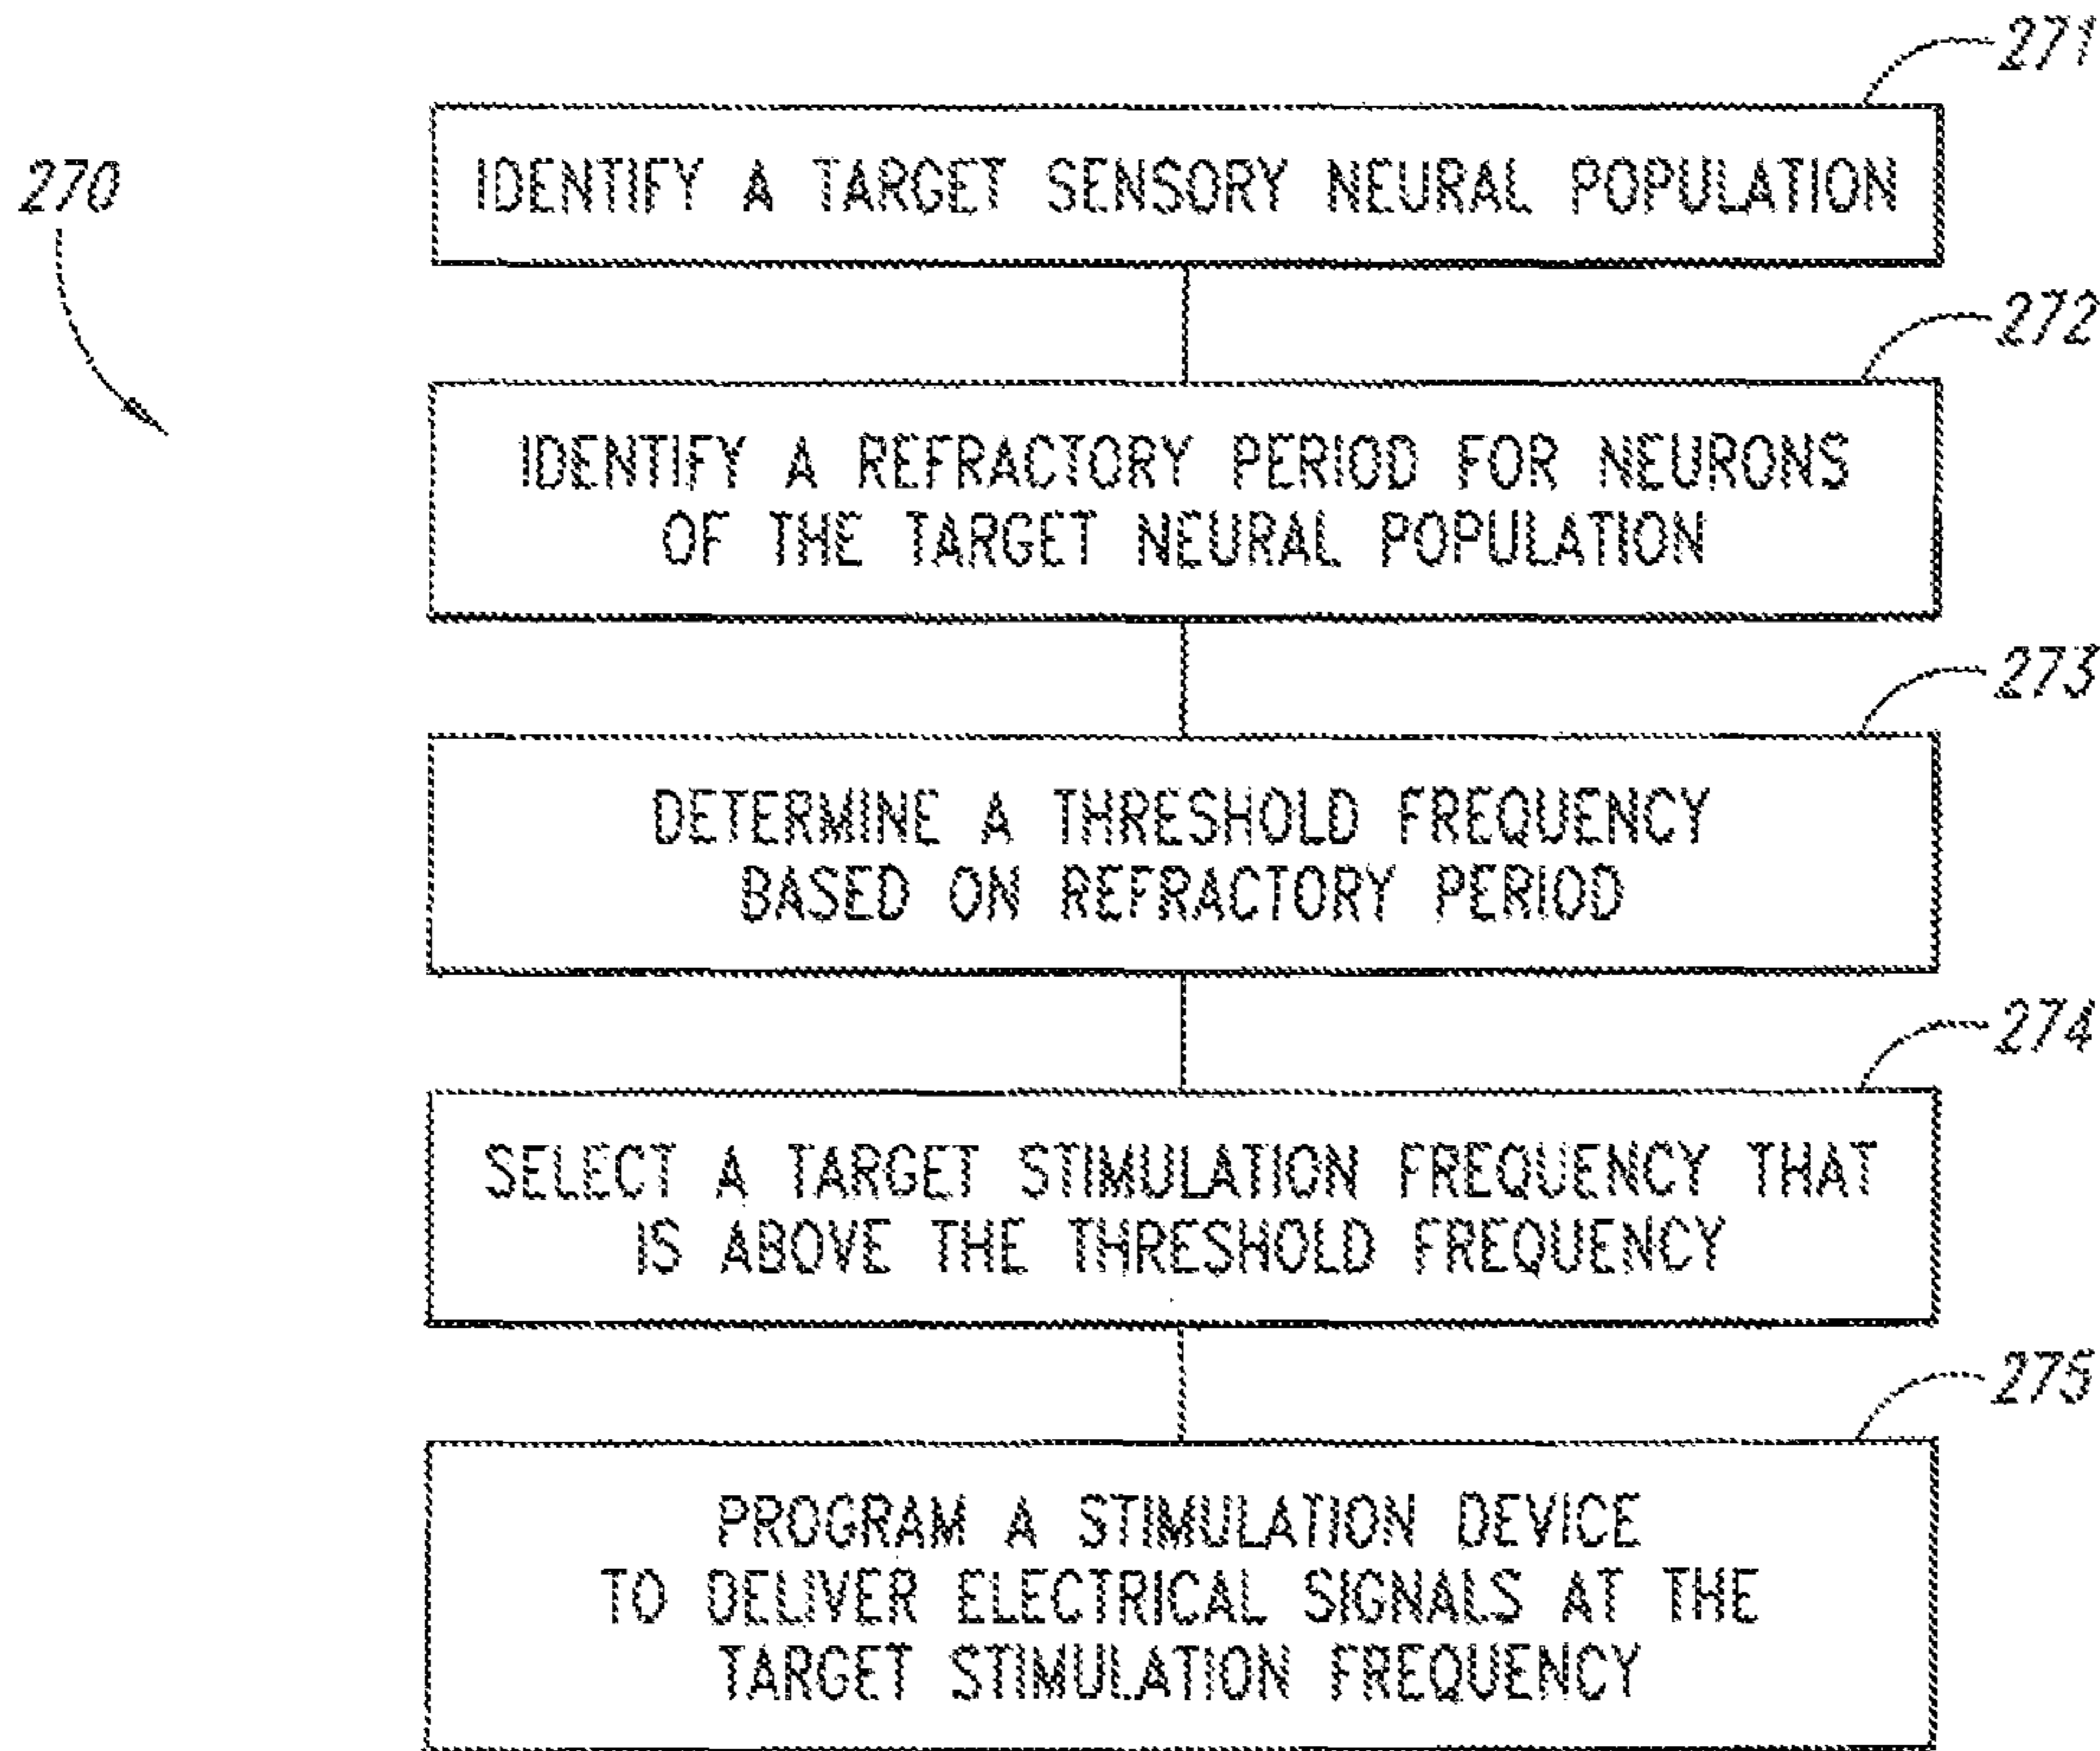 271
270
IDENTIFY A TARGET SENSORY NEURAL POPULATION
272
IDENTIFY A REFRACTORY PERIOD FOR NEURONS
OF THE TARGET NEURAL POPULATION
273
DETERMINE A THRESHOLD FREQUENCY
BASED ON REFRACTORY PERIOD
274
SELECT A TARGET STIMULATION FREQUENCY THAT
IS ABOVE THE THRESHOLD FREQUENCY
275
PROGRAM A STIMULATION DEVICE
TO DELIVER ELECTRICAL SIGNALS AT THE
TARGET STIMULATION FREQUENCY